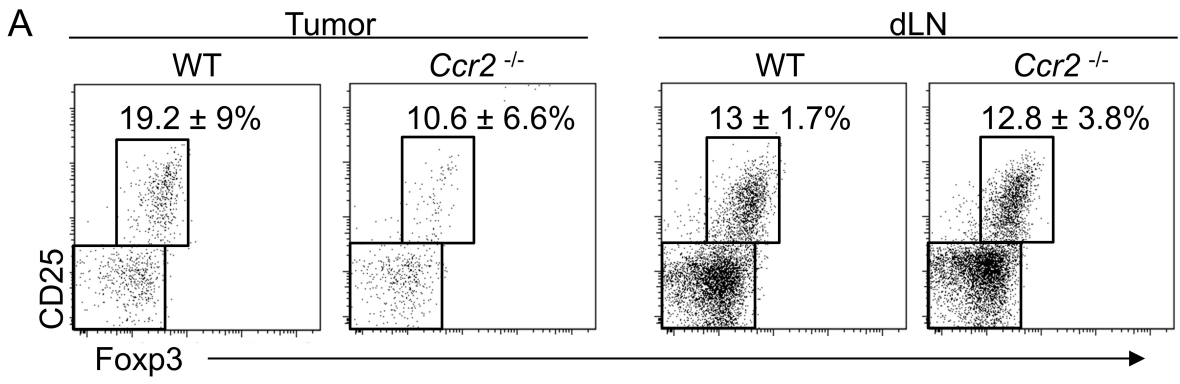 A
Tumor dLN
WT Ccr2 -/- WT Ccr2 -/-
19.2 ± 9% 10.6 ± 6.6% 13 ± 1.7% 12.8 ± 3.8%
CD25
Foxp3